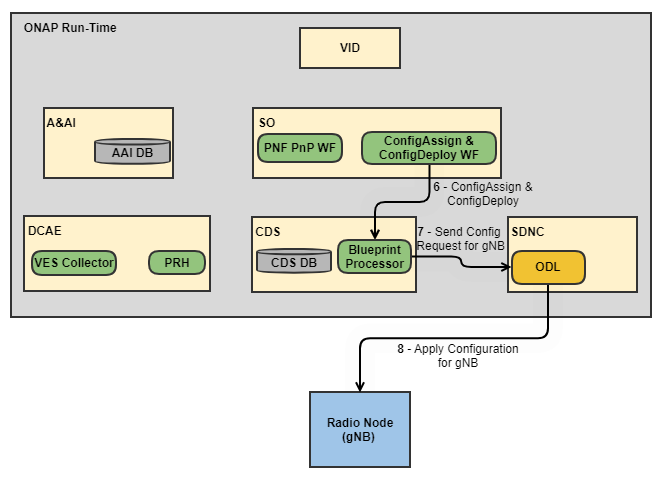 ONAP Run-Time
VID
A&AI
AAI DB
SO
PNF PnP WF
ConfigAssign &
ConfigDeploy WF
6 - ConfigAssign &
ConfigDeploy
DCAE
VES Collector
PRH
CDS
CDS DB
Blueprint
Processor
7 - Send Config
Request for gNB
SDNC
ODL
8 - Apply Configuration
for gNB
Radio Node
(gNB)